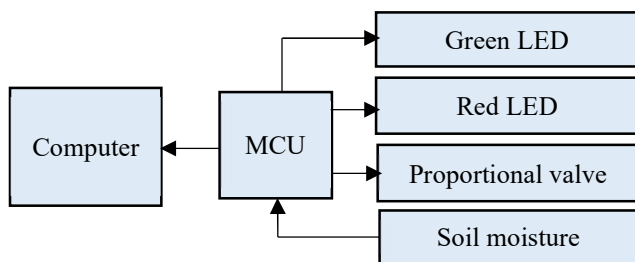 Green LED
Red LED
Computer
MCU
Proportional valve
Soil moisture